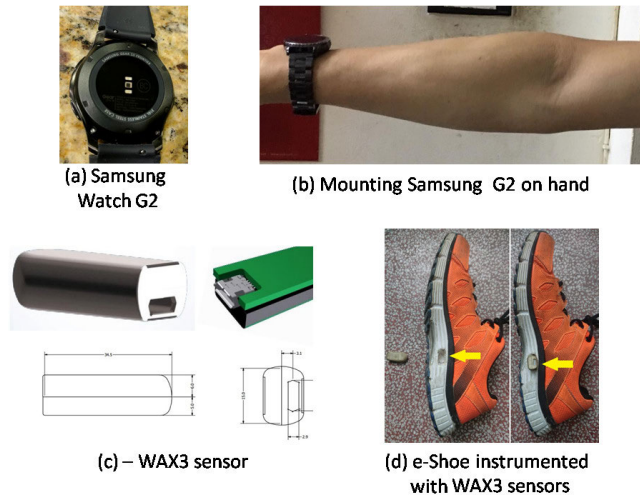 (a) Samsung
Watch G2
(b) Mounting Samsung G2 on hand
(c) – WAX3 sensor
(d) e-Shoe instrumented
with WAX3 sensors